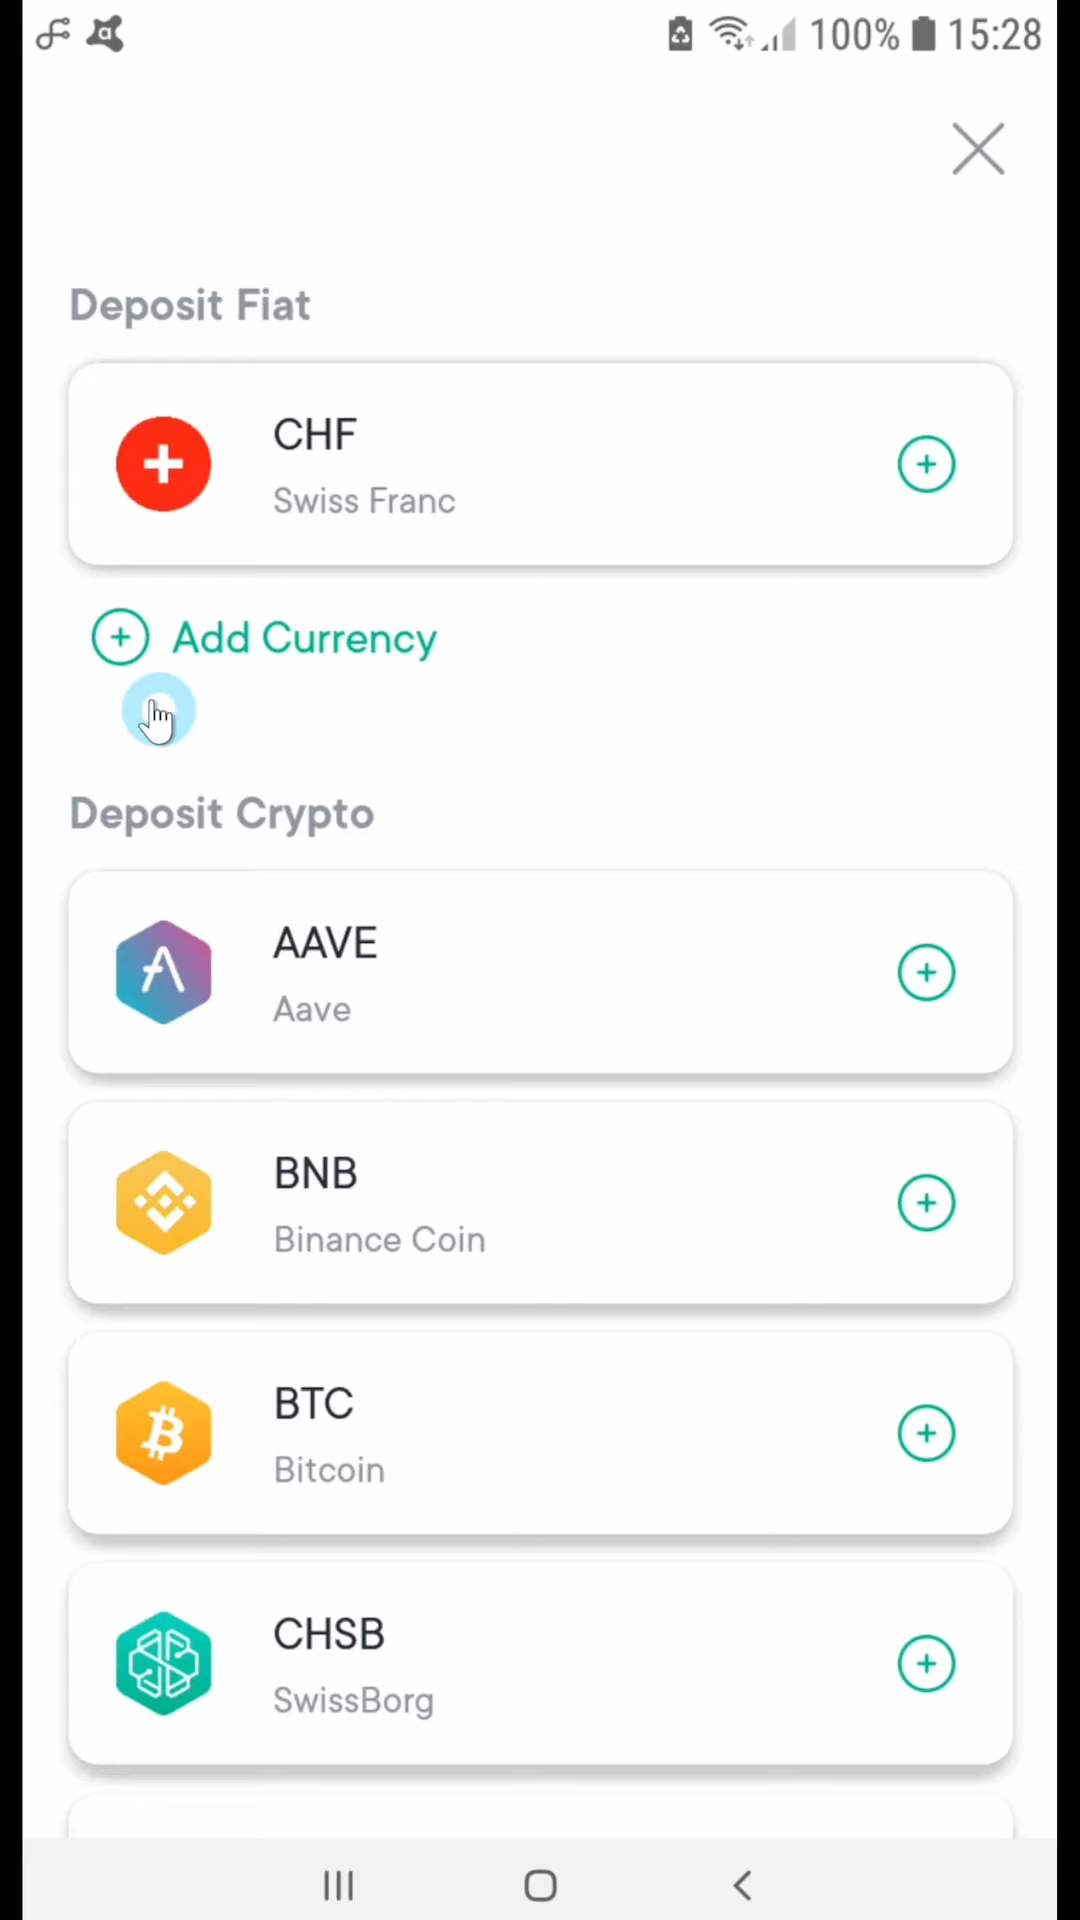 100% 15:28
Deposit Fiat
CHF
Swiss Franc
Add Currency
Deposit Crypto
AAVE
Aave
BNB
Binance Coin
BTC
Bitcoin
CHSB
SwissBorg